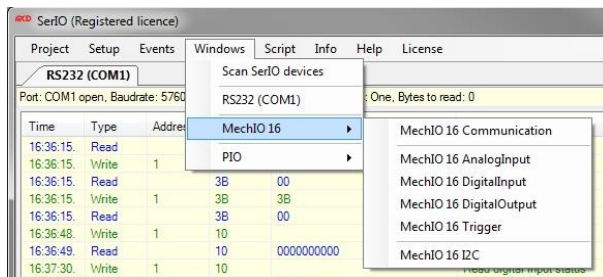 SerIO (Registered licence)
Project Setup Events Windows Script Info Help License
RS232 (COM1)
Scan SerIO devices
Port: COM1 open, Baudrate: 5760
RS232 (COM1)
: One, Bytes to read: 0
Time Type Addre
MechIO 16
MechIO 16 Communication
16:36:15. Read
PIO
MechIO 16 AnalogInput
16:36:15. Write 1
16:36:15. Read 3B 00
MechIO 16 DigitalInput
16:36:15. Write 1 3B 3B
MechIO 16 DigitalOutput
16:36:15. Read 3B 00
MechIO 16 Trigger
16:36:48. Write 1 10
16:36:49. Read 10 0000000000
MechIO 16 I2C
16:37:30. Write 1 10
Read digital input status